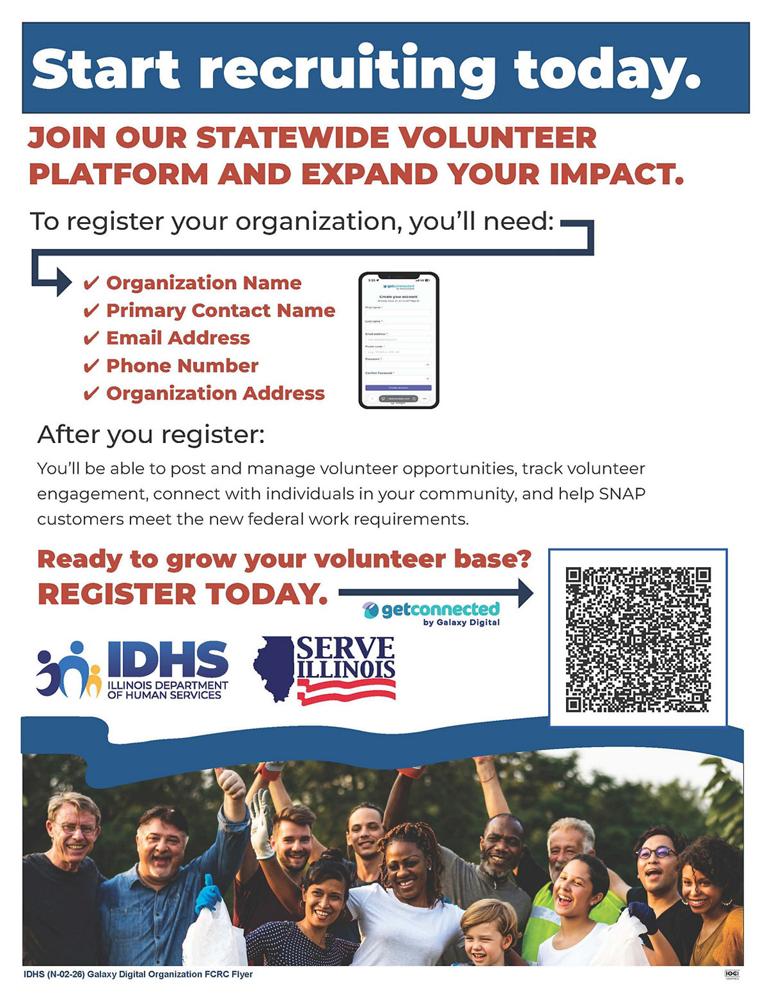 Start recruiting today.
JOIN OUR STATEWIDE VOLUNTEER
PLATFORM AND EXPAND YOUR IMPACT.
To register your organization, you'll need:
✔ Organization Name
✔ Primary Contact Name
✔ Email Address
✔ Phone Number
✔ Organization Address
3:26
getconnected
by Galaxy Digital
Create your account
Already have an account? Sign in
First name *
Last name *
Email address *
Postal code *
Password *
Confirm Password *
Create account
Google
After you register:
You'll be able to post and manage volunteer opportunities, track volunteer
engagement, connect with individuals in your community, and help SNAP
customers meet the new federal work requirements.
Ready to grow your volunteer base?
REGISTER TODAY.
getconnected
by Galaxy Digital
IDHS
ILLINOIS DEPARTMENT
OF HUMAN SERVICES
SERVE
ILLINOIS
IDHS (N-02-26) Galaxy Digital Organization FCRC Flyer
IOCI
GRAPHICS